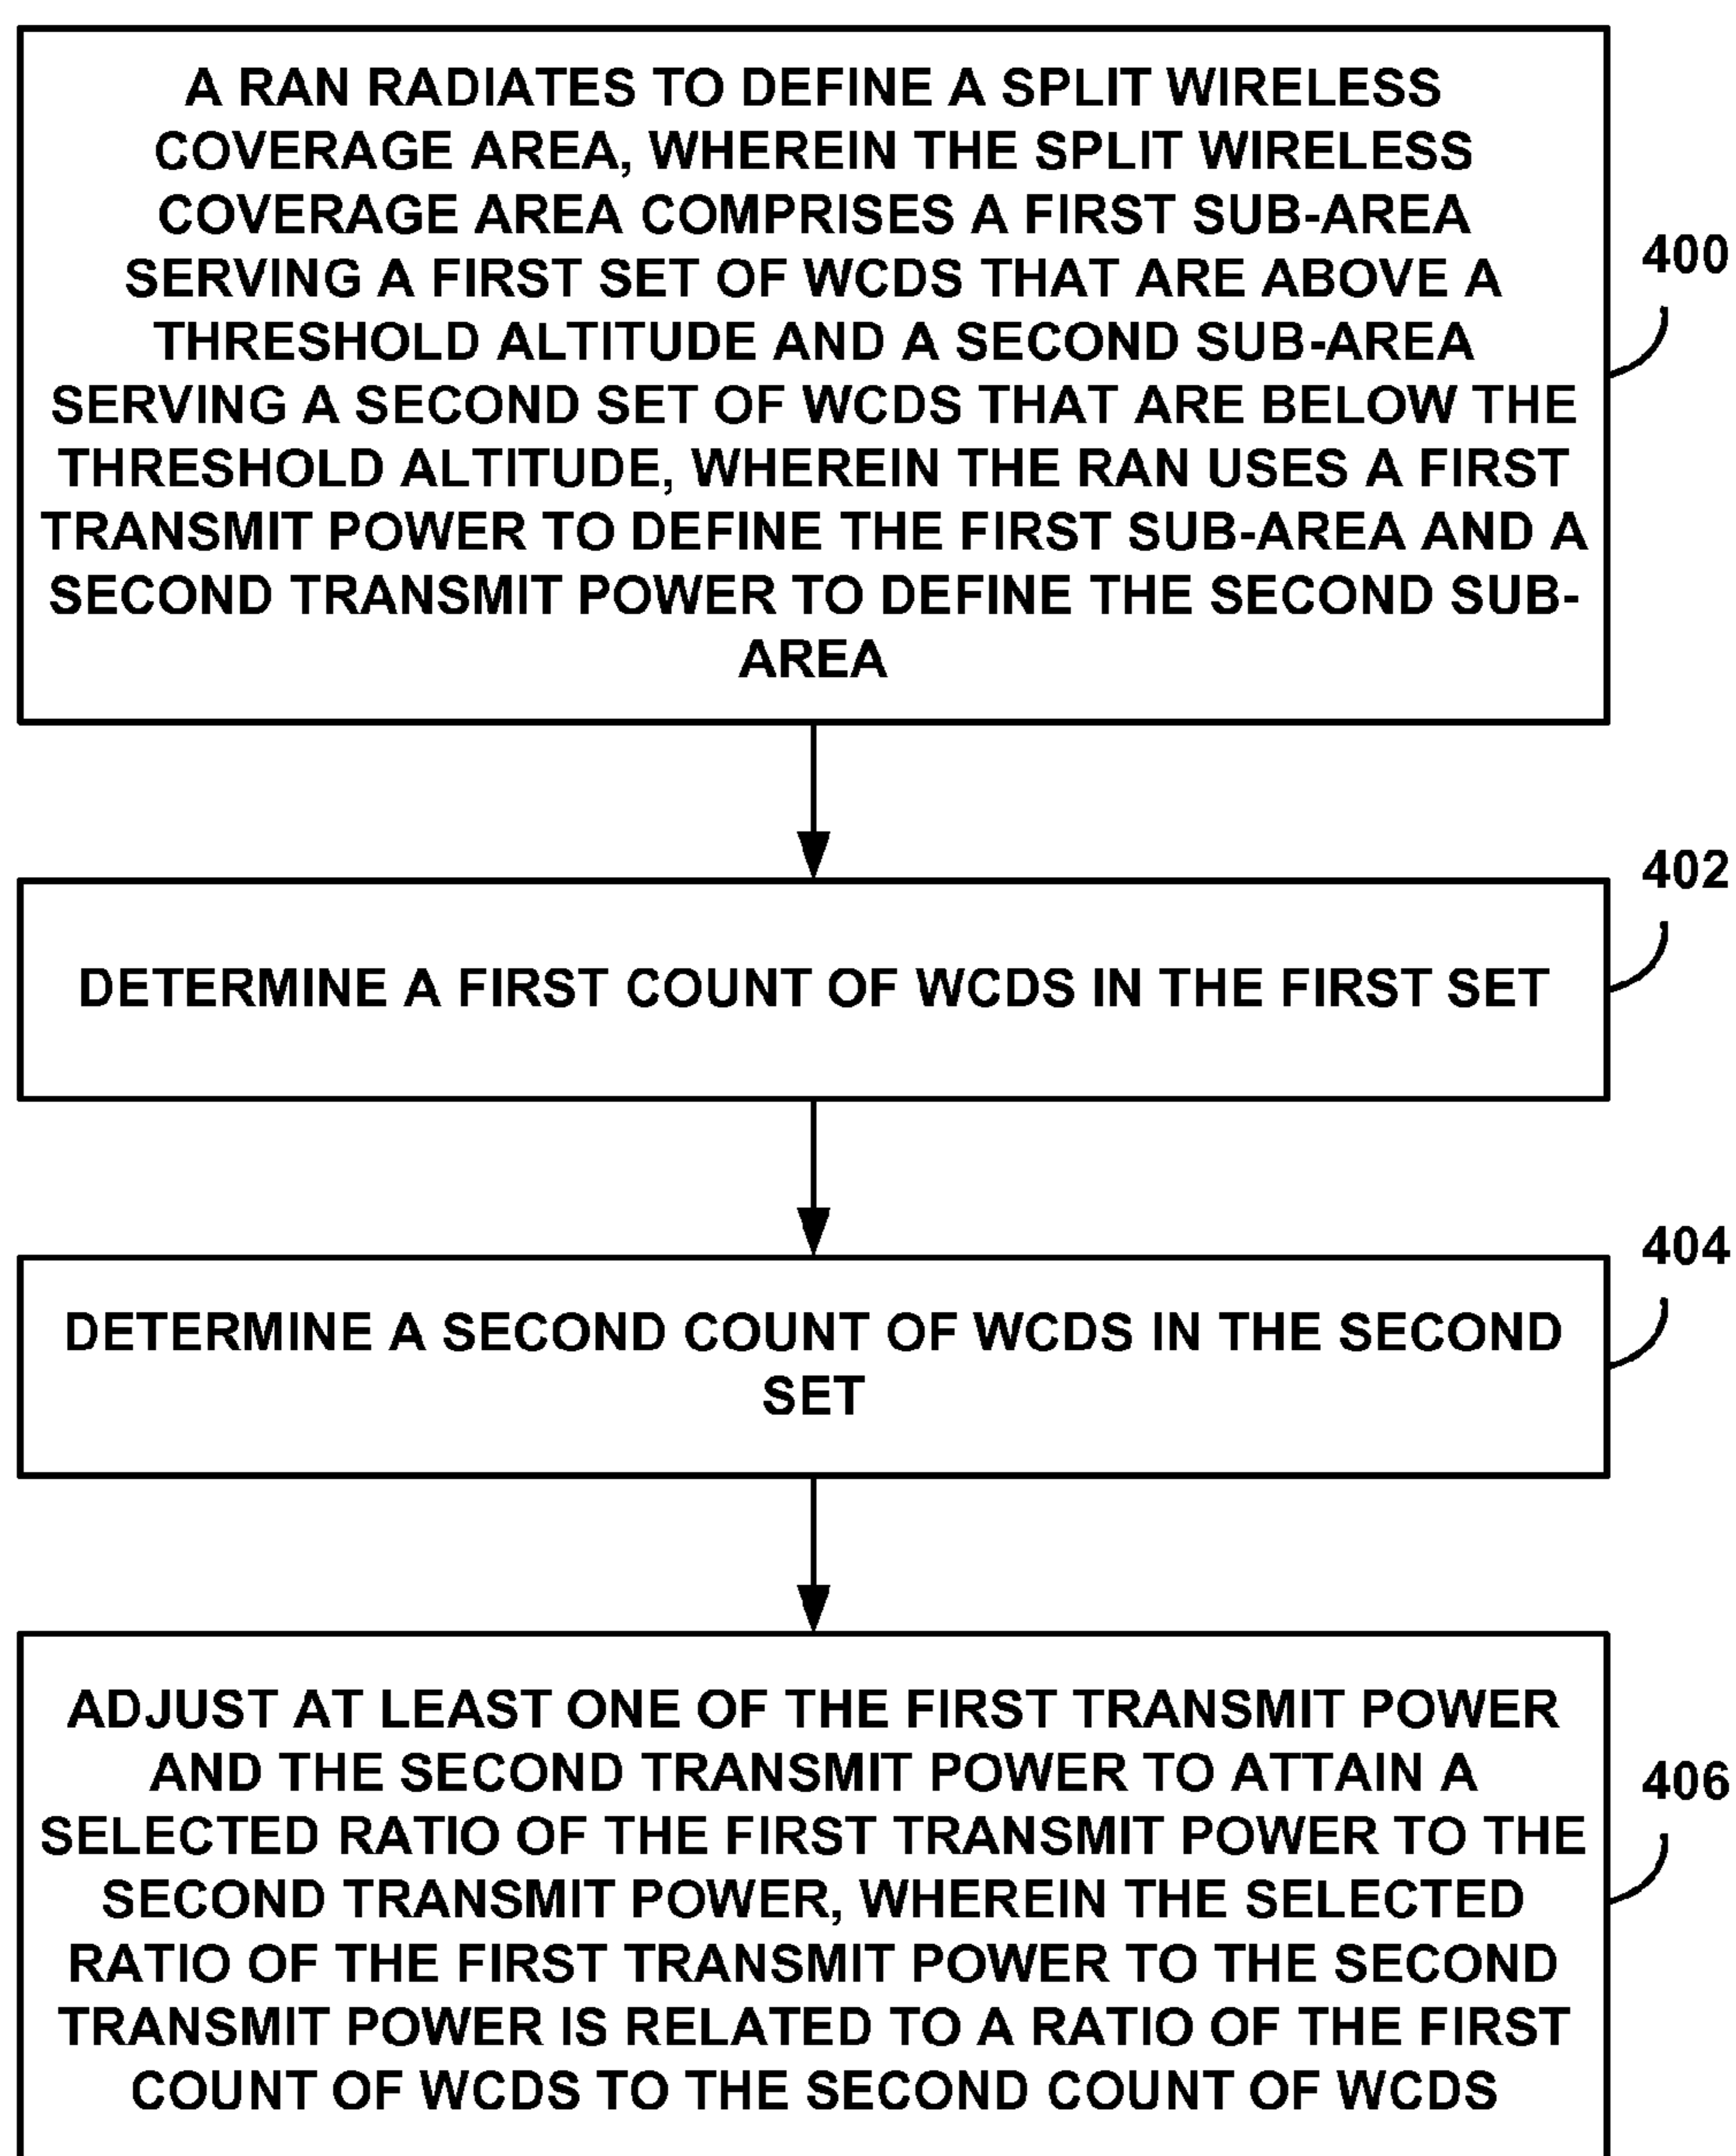 A RAN RADIATES TO DEFINE A SPLIT WIRELESS
COVERAGE AREA, WHEREIN THE SPLIT WIRELESS
COVERAGE AREA COMPRISES A FIRST SUB-AREA
SERVING A FIRST SET OF WCDS THAT ARE ABOVE A
THRESHOLD ALTITUDE AND A SECOND SUB-AREA
SERVING A SECOND SET OF WCDS THAT ARE BELOW THE
THRESHOLD ALTITUDE, WHEREIN THE RAN USES A FIRST
TRANSMIT POWER TO DEFINE THE FIRST SUB-AREA AND A
SECOND TRANSMIT POWER TO DEFINE THE SECOND SUB-
AREA
400
402
DETERMINE A FIRST COUNT OF WCDS IN THE FIRST SET
404
DETERMINE A SECOND COUNT OF WCDS IN THE SECOND
SET
ADJUST AT LEAST ONE OF THE FIRST TRANSMIT POWER
AND THE SECOND TRANSMIT POWER TO ATTAIN A
SELECTED RATIO OF THE FIRST TRANSMIT POWER TO THE
SECOND TRANSMIT POWER, WHEREIN THE SELECTED
RATIO OF THE FIRST TRANSMIT POWER TO THE SECOND
TRANSMIT POWER IS RELATED TO A RATIO OF THE FIRST
COUNT OF WCDS TO THE SECOND COUNT OF WCDS
406